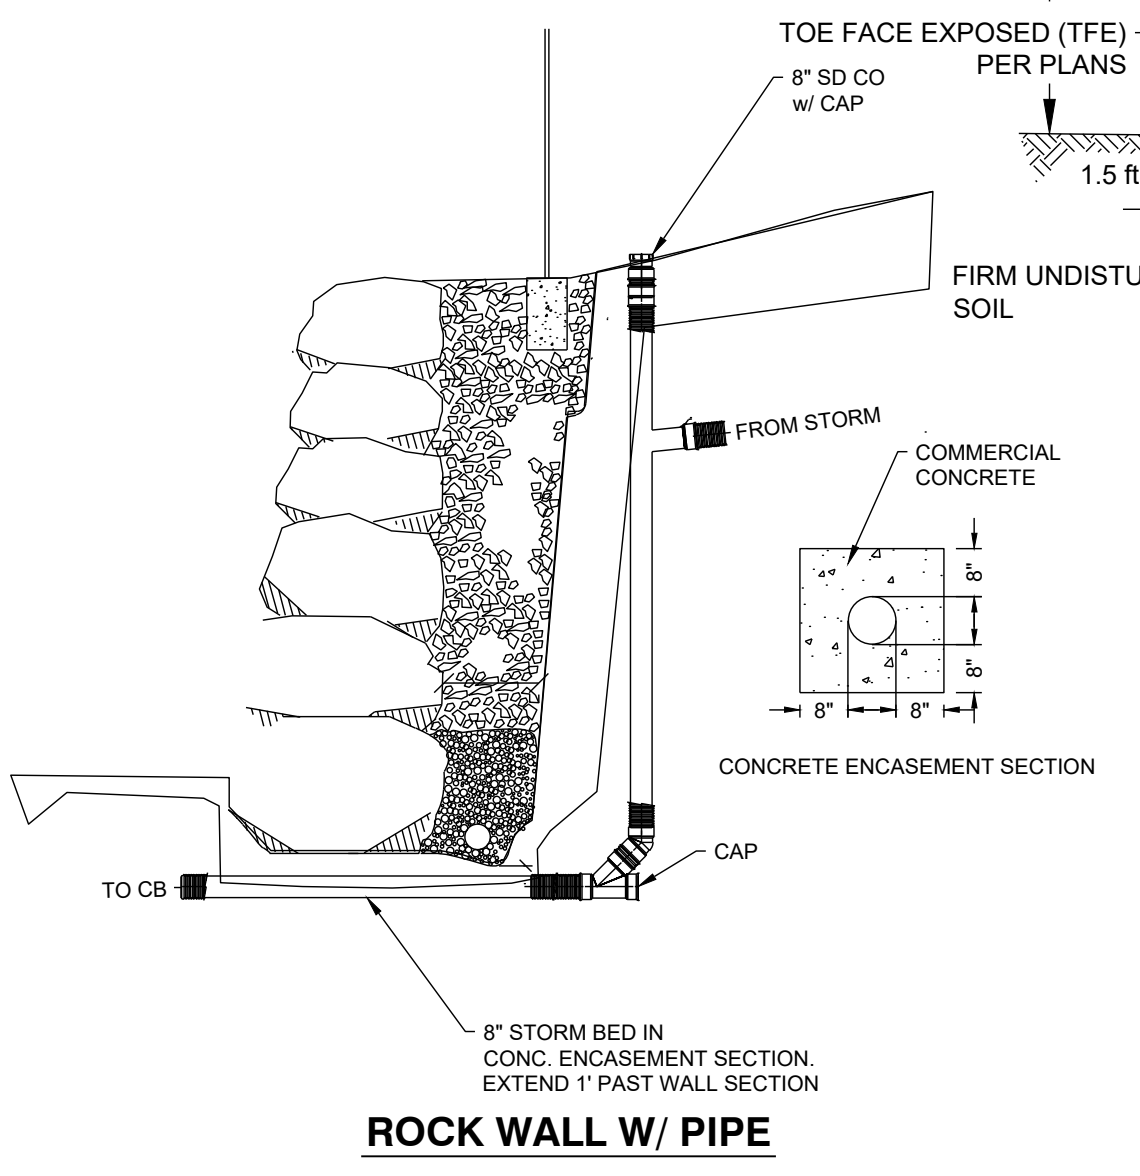 TOE FACE EXPOSED (TFE)
PER PLANS
8" SD CO
w/ CAP
1.5 ft
FIRM UNDISTU
SOIL
FROM STORM
COMMERCIAL
CONCRETE
8"
8"
8"
8"
CONCRETE ENCASEMENT SECTION
CAP
TO CB
8" STORM BED IN
CONC. ENCASEMENT SECTION.
EXTEND 1' PAST WALL SECTION
ROCK WALL W/ PIPE